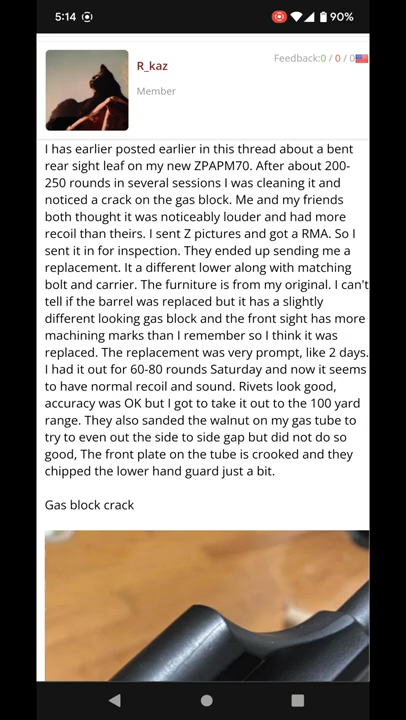 5:14
90%
R_kaz
Feedback:0 / 0 / 0
Member
I has earlier posted earlier in this thread about a bent
rear sight leaf on my new ZPAPM70. After about 200-
250 rounds in several sessions I was cleaning it and
noticed a crack on the gas block. Me and my friends
both thought it was noticeably louder and had more
recoil than theirs. I sent Z pictures and got a RMA. So I
sent it in for inspection. They ended up sending me a
replacement. It a different lower along with matching
bolt and carrier. The furniture is from my original. I can't
tell if the barrel was replaced but it has a slightly
different looking gas block and the front sight has more
machining marks than I remember so I think it was
replaced. The replacement was very prompt, like 2 days.
I had it out for 60-80 rounds Saturday and now it seems
to have normal recoil and sound. Rivets look good,
accuracy was OK but I got to take it out to the 100 yard
range. They also sanded the walnut on my gas tube to
try to even out the side to side gap but did not do so
good, The front plate on the tube is crooked and they
chipped the lower hand guard just a bit.
Gas block crack